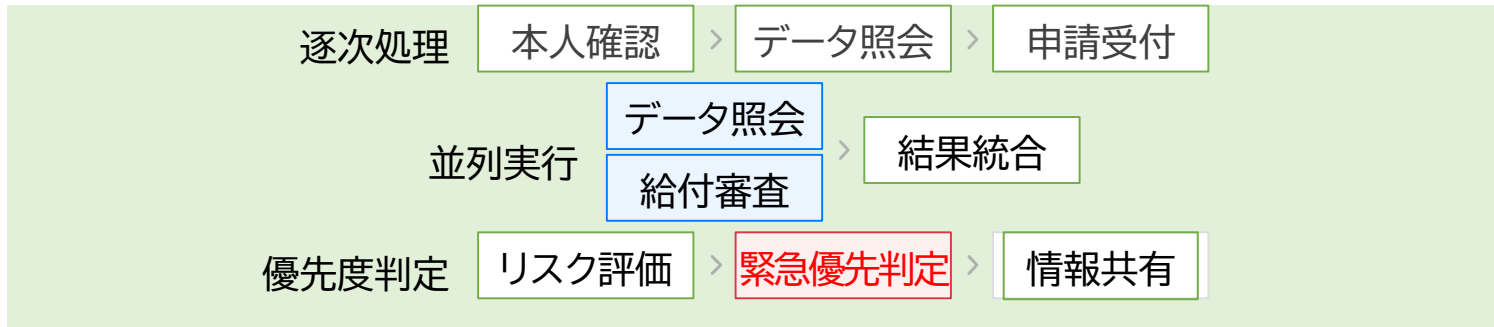 逐次処理 本人確認 > データ照会 > 申請受付
データ照会
並列実行 > 結果統合
給付審査
優先度判定 リスク評価 > 緊急優先判定 > 情報共有